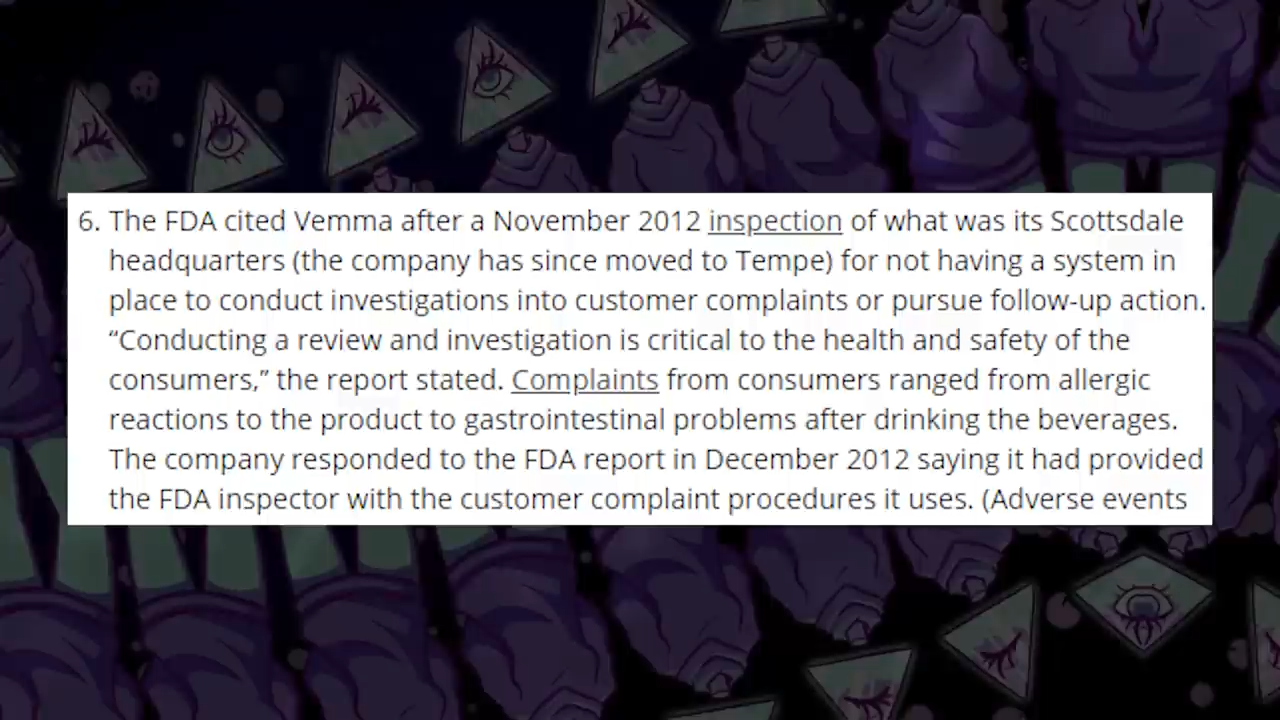 6. The FDA cited Vemma after a November 2012 inspection of what was its Scottsdale
headquarters (the company has since moved to Tempe) for not having a system in
place to conduct investigations into customer complaints or pursue follow-up action.
“Conducting a review and investigation is critical to the health and safety of the
consumers,” the report stated. Complaints from consumers ranged from allergic
reactions to the product to gastrointestinal problems after drinking the beverages.
The company responded to the FDA report in December 2012 saying it had provided
the FDA inspector with the customer complaint procedures it uses. (Adverse events